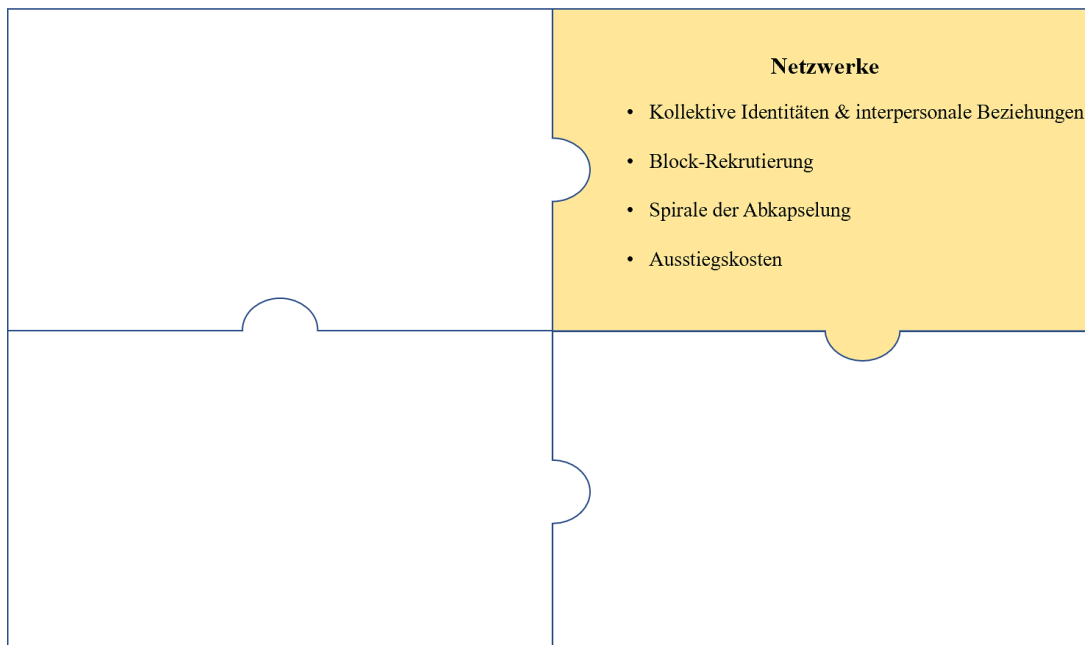 Netzwerke
• Kollektive Identitäten & interpersonale Beziehungen
• Block-Rekrutierung
• Spirale der Abkapselung
• Ausstiegskosten